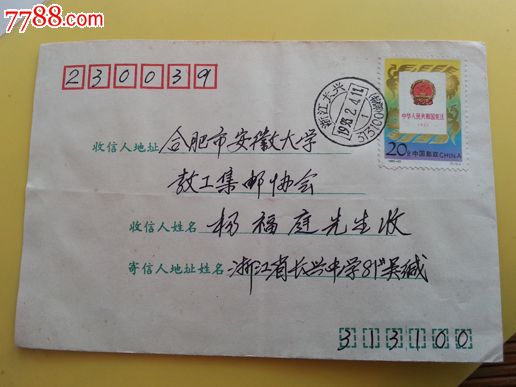 7788.com
230039
浙江长兴
1993.2.4.11
1
313100
中华人民共和国宪法
20分 中国邮政 CHINA
收信人地址 合肥市安徽大学
教工集邮协会
收信人姓名 杨福庭先生收
寄信人地址姓名 浙江省长兴中学 吴缄
313100